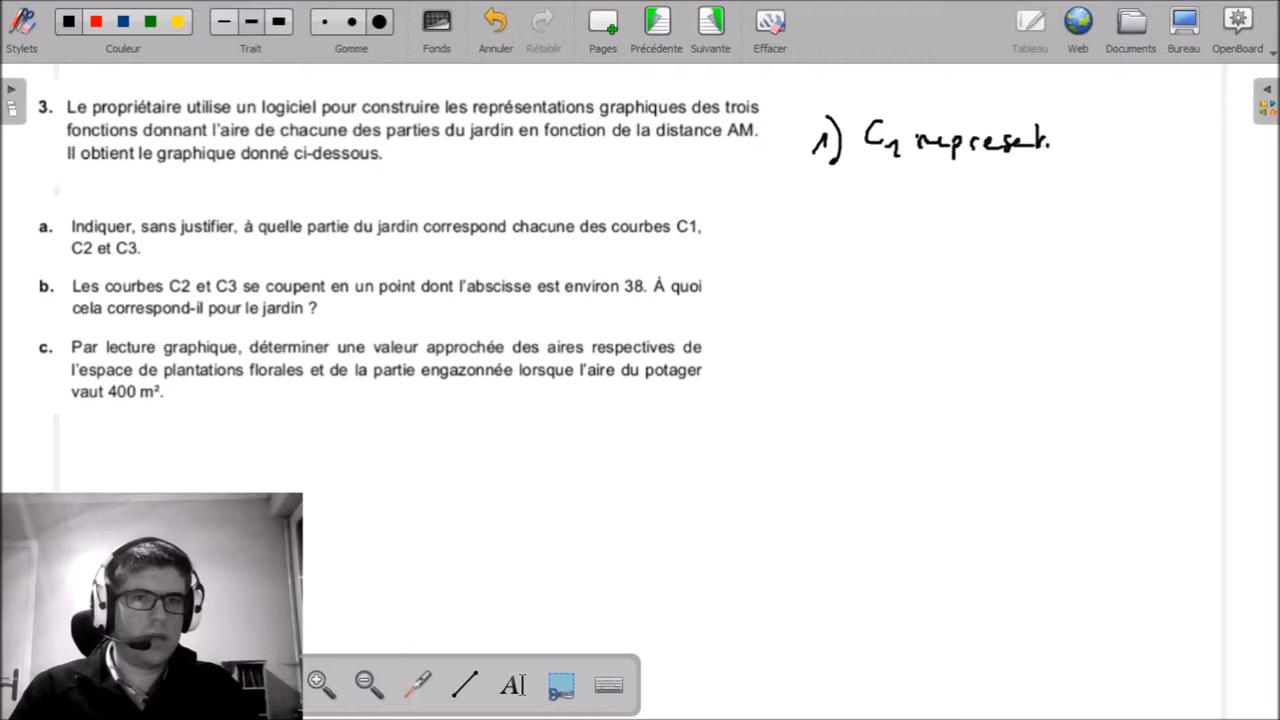 Stylets
Couleur
Trait
Gomme
Fonds
Annuler
Rétablir
Pages
Précédente
Suivante
Effacer
Tableau
Web
Documents
Bureau
OpenBoard
3. Le propriétaire utilise un logiciel pour construire les représentations graphiques des trois
fonctions donnant l'aire de chacune des parties du jardin en fonction de la distance AM.
Il obtient le graphique donné ci-dessous.
a. Indiquer, sans justifier, à quelle partie du jardin correspond chacune des courbes C1,
C2 et C3.
b. Les courbes C2 et C3 se coupent en un point dont l'abscisse est environ 38. À quoi
cela correspond-il pour le jardin ?
c. Par lecture graphique, déterminer une valeur approchée des aires respectives de
l'espace de plantations florales et de la partie engazonnée lorsque l'aire du potager
vaut 400 m².
1) C1 represent.
AI